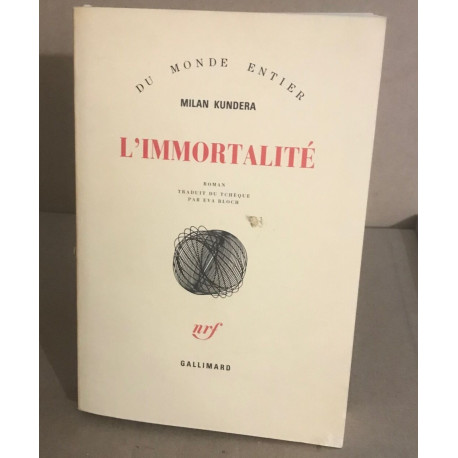 DU MONDE ENTIER
MILAN KUNDERA
L'IMMORTALITÉ
ROMAN
TRADUIT DU TCHÈQUE
PAR EVA BLOCH
nrf
GALLIMARD